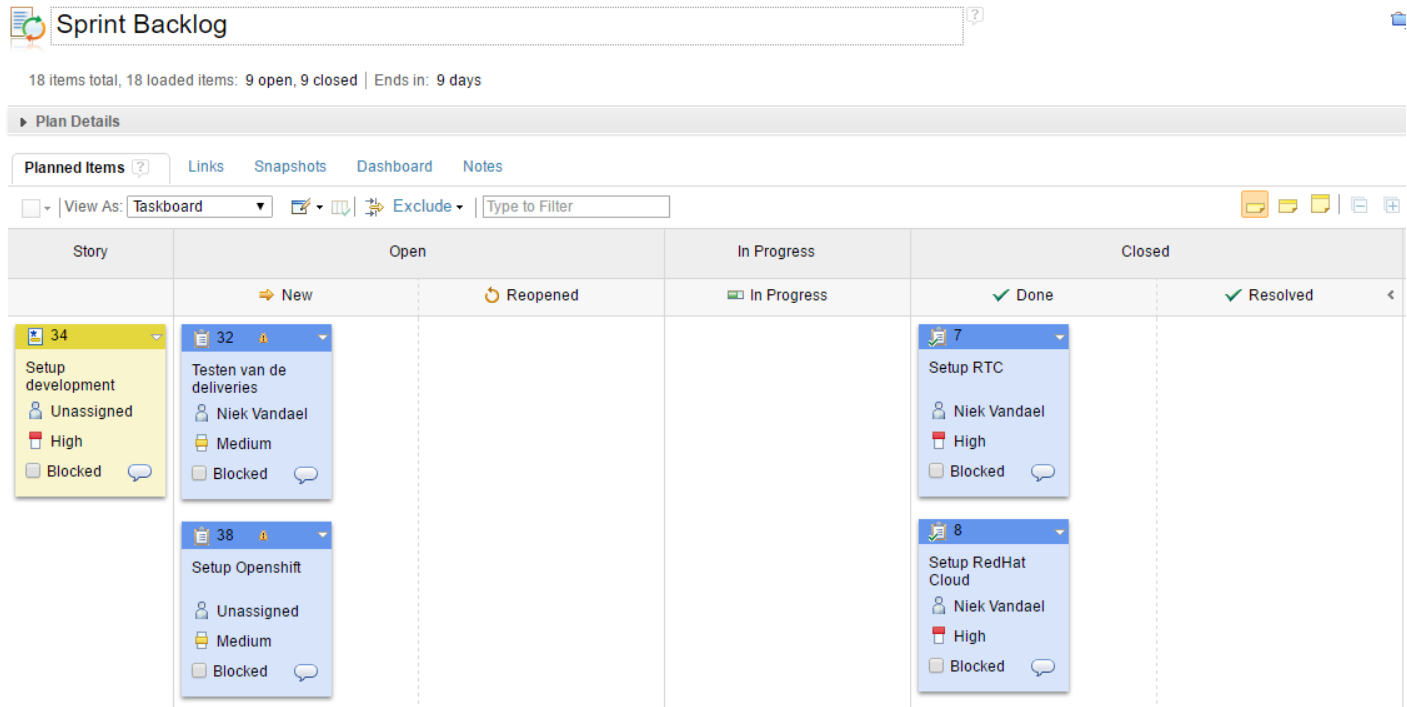 Sprint Backlog
?
18 items total, 18 loaded items: 9 open, 9 closed | Ends in: 9 days
Plan Details
Planned Items ? Links Snapshots Dashboard Notes
View As: Taskboard Exclude Type to Filter
Story Open In Progress Closed
New Reopened In Progress Done Resolved
34
Setup
development
Unassigned
High
Blocked
32
Testen van de
deliveries
Niek Vandael
Medium
Blocked
38
Setup Openshift
Unassigned
Medium
Blocked
7
Setup RTC
Niek Vandael
High
Blocked
8
Setup RedHat
Cloud
Niek Vandael
High
Blocked